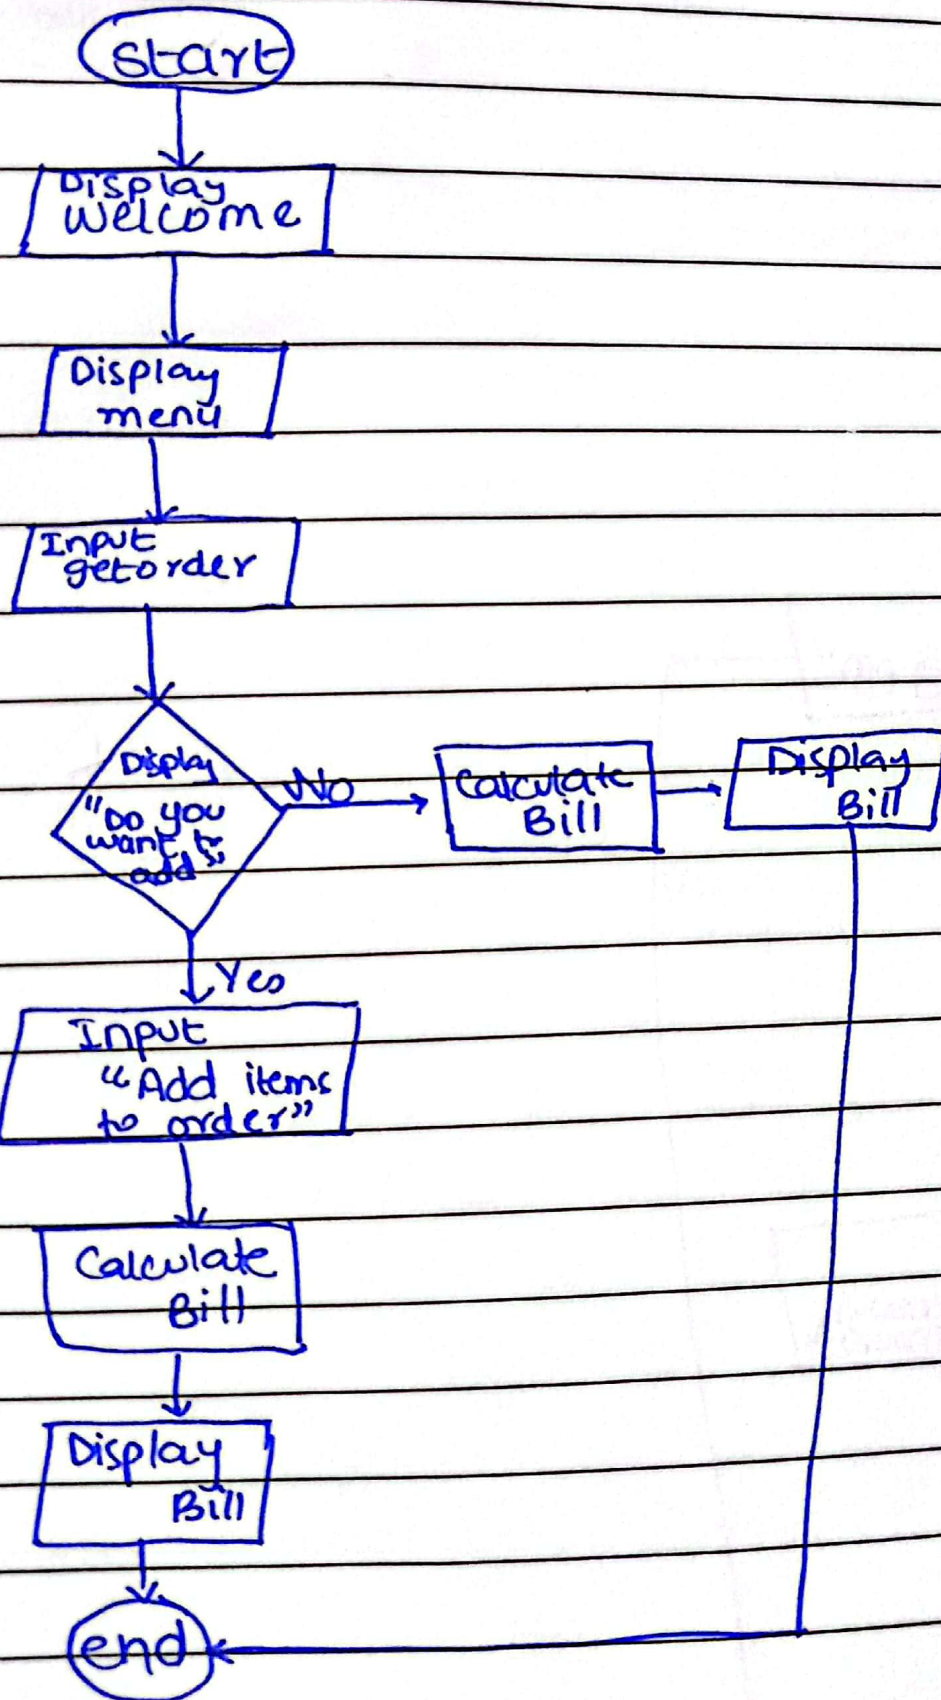 Start
Display
Welcome
Display
menu
Input
getorder
Display
"Do you
want to
add"
No
Calculate
Bill
Display
Bill
Yes
Input
"Add items
to order"
Calculate
Bill
Display
Bill
end